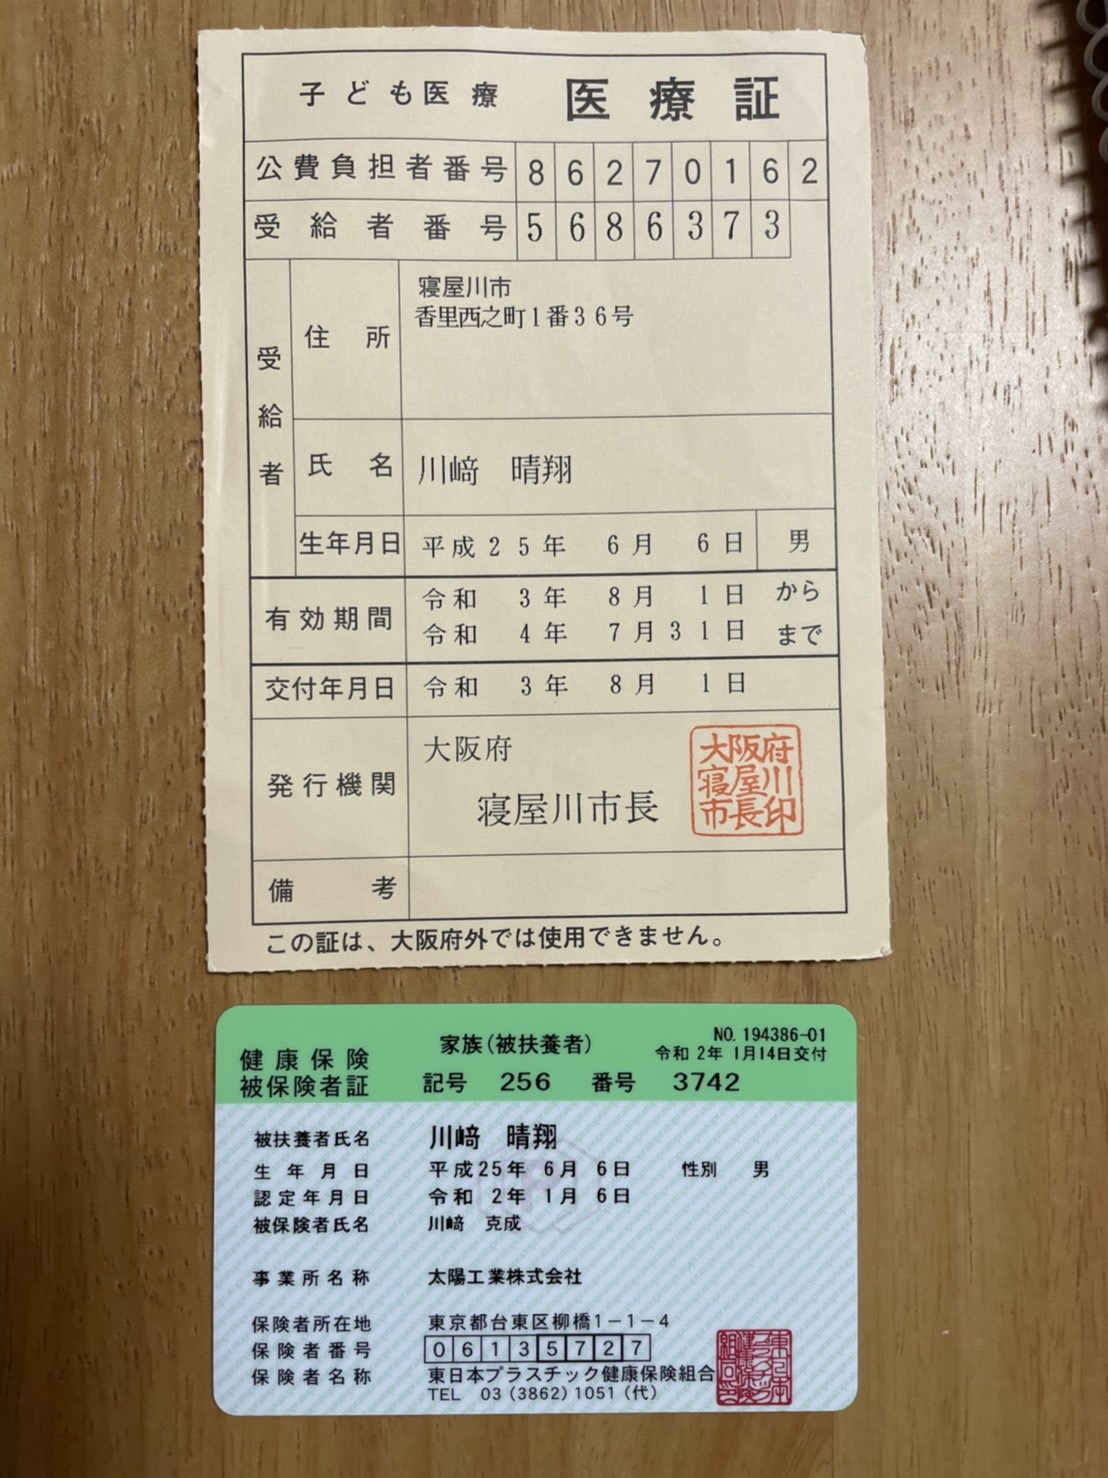 子ども医療 医療証
公費負担者番号 8 6 2 7 0 1 6 2
受給者番号 5 6 8 6 3 7 3
受給者
住所 寝屋川市
香里西之町1番36号
氏名 川﨑 晴翔
生年月日 平成25年 6月 6日 男
有効期間 令和 3年 8月 1日 から
令和 4年 7月31日 まで
交付年月日 令和 3年 8月 1日
発行機関 大阪府
寝屋川市長
大阪府
寝屋川
市長印
備考
この証は、大阪府外では使用できません。
健康保険
被保険者証
家族(被扶養者)
NO. 194386-01
令和 2年 1月14日交付
記号 256 番号 3742
被扶養者氏名 川﨑 晴翔
生年月日 平成25年 6月 6日 性別 男
認定年月日 令和 2年 1月 6日
被保険者氏名 川﨑 克成
事業所名称 太陽工業株式会社
保険者所在地 東京都台東区柳橋1-1-4
保険者番号 0 6 1 3 5 7 2 7
保険者名称 東日本プラスチック健康保険組合
TEL 03 (3862) 1051 (代)